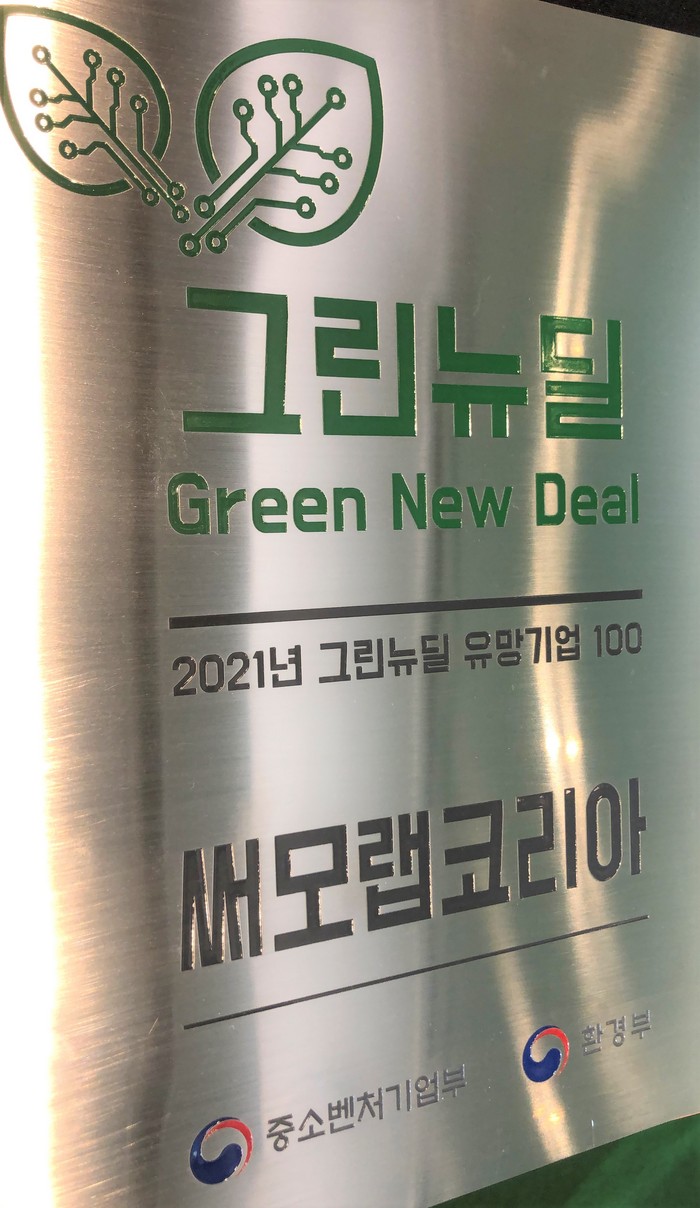 그린뉴딜
Green New Deal
2021년 그린뉴딜 유망기업 100
써모랩코리아
중소벤처기업부
환경부